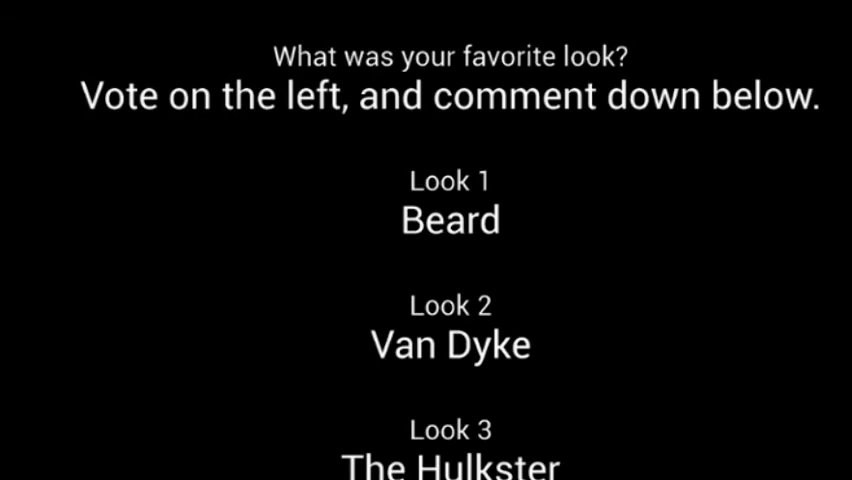 What was your favorite look?
Vote on the left, and comment down below.
Look 1
Beard
Look 2
Van Dyke
Look 3
The Hulkster